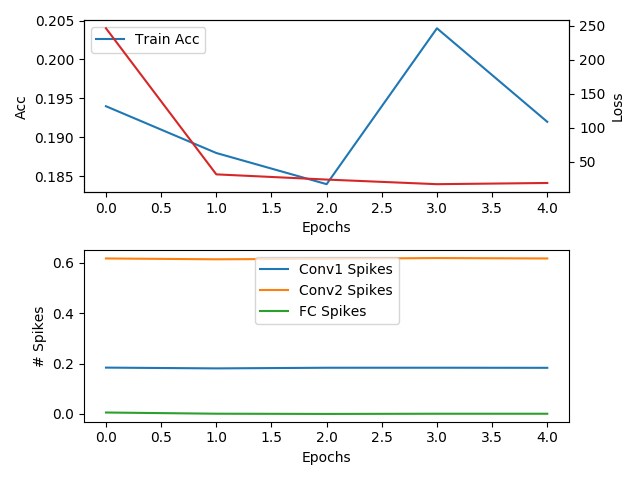 0.205
0.200
0.195
0.190
0.185
Acc
Train Acc
250
200
150
100
50
Loss
0.0 0.5 1.0 1.5 2.0 2.5 3.0 3.5 4.0
Epochs
0.6
0.4
0.2
0.0
# Spikes
Conv1 Spikes
Conv2 Spikes
FC Spikes
0.0 0.5 1.0 1.5 2.0 2.5 3.0 3.5 4.0
Epochs